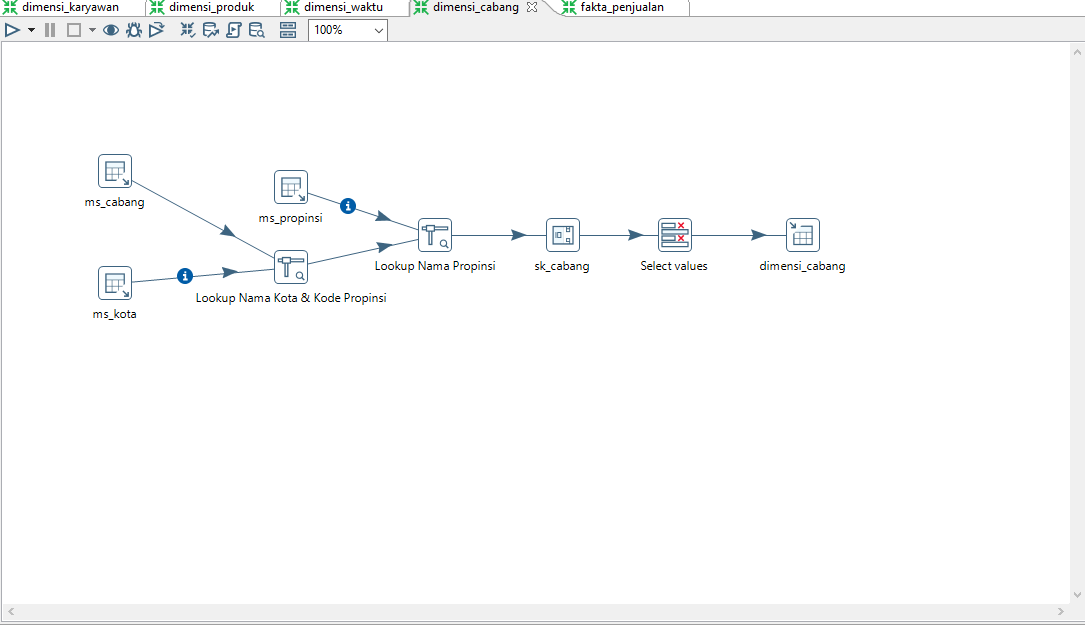 dimensi_karyawan
dimensi_produk
dimensi_waktu
dimensi_cabang
fakta_penjualan
100%
ms_cabang
ms_propinsi
Lookup Nama Propinsi
sk_cabang
Select values
dimensi_cabang
Lookup Nama Kota & Kode Propinsi
ms_kota